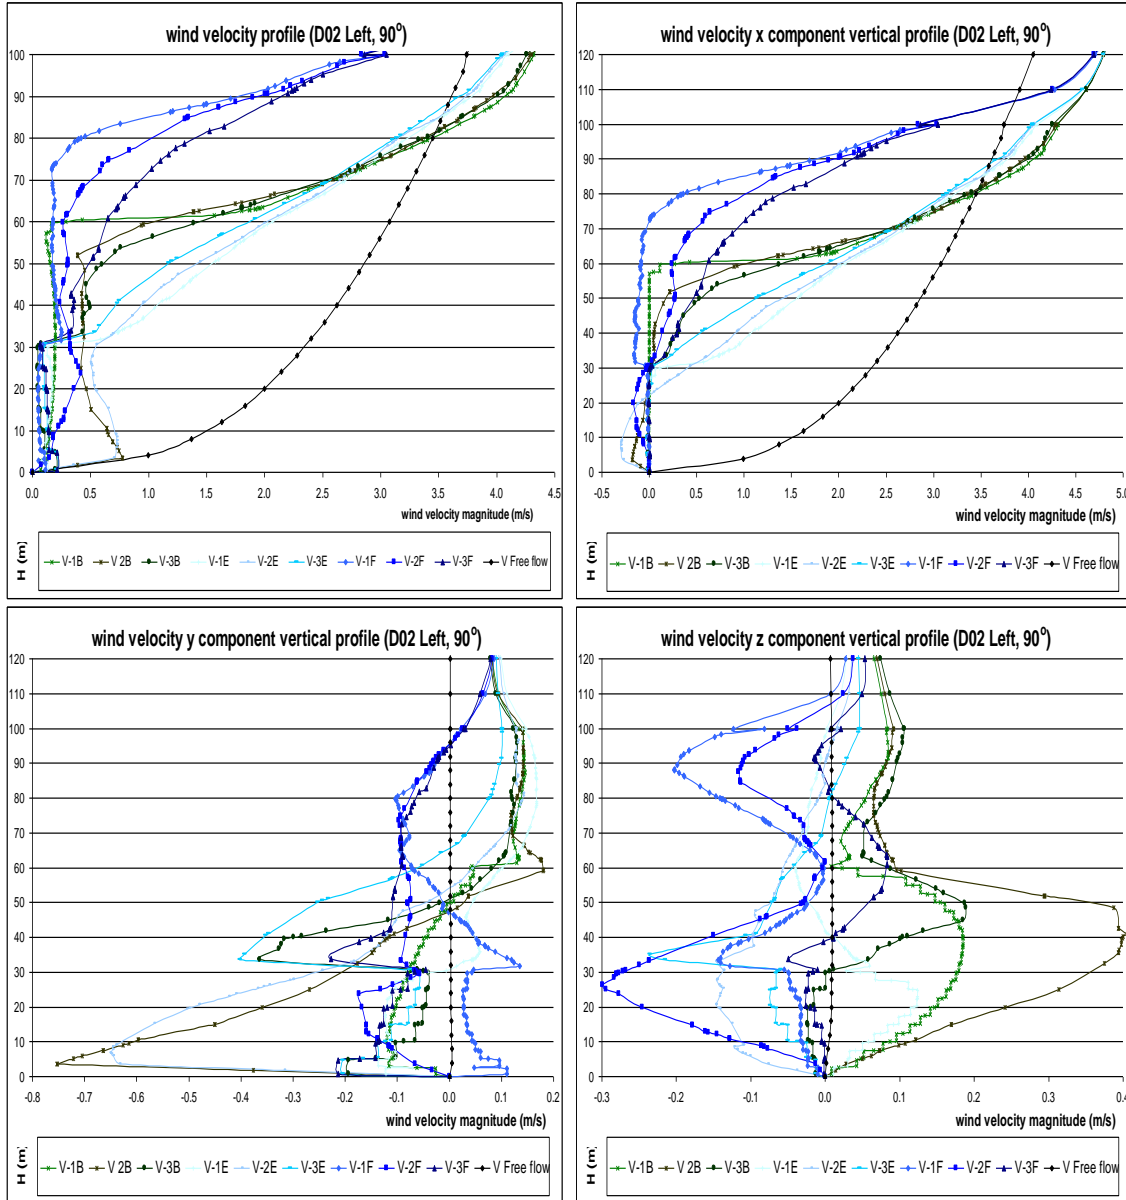 wind velocity profile (D02 Left, 90°)
100
90
80
70
60
50
40
30
20
10
0
0.0 0.5 1.0 1.5 2.0 2.5 3.0 3.5 4.0 4.5
wind velocity magnitude (m/s)
H (m)
V-1B V 2B V-3B V-1E V-2E V-3E V-1F V-2F V-3F V Free flow
wind velocity x component vertical profile (D02 Left, 90°)
120
110
100
90
80
70
60
50
40
30
20
10
0
-0.5 0.0 0.5 1.0 1.5 2.0 2.5 3.0 3.5 4.0 4.5 5.0
wind velocity magnitude (m/s)
H (m)
V-1B V 2B V-3B V-1E V-2E V-3E V-1F V-2F V-3F V Free flow
wind velocity y component vertical profile (D02 Left, 90°)
120
110
100
90
80
70
60
50
40
30
20
10
0
-0.8 -0.7 -0.6 -0.5 -0.4 -0.3 -0.2 -0.1 0.0 0.1 0.2
wind velocity magnitude (m/s)
H (m)
V-1B V 2B V-3B V-1E V-2E V-3E V-1F V-2F V-3F V Free flow
wind velocity z component vertical profile (D02 Left, 90°)
120
110
100
90
80
70
60
50
40
30
20
10
0
-0.3 -0.2 -0.1 0.0 0.1 0.2 0.3 0.4
wind velocity magnitude (m/s)
H (m)
V-1B V 2B V-3B V-1E V-2E V-3E V-1F V-2F V-3F V Free flow